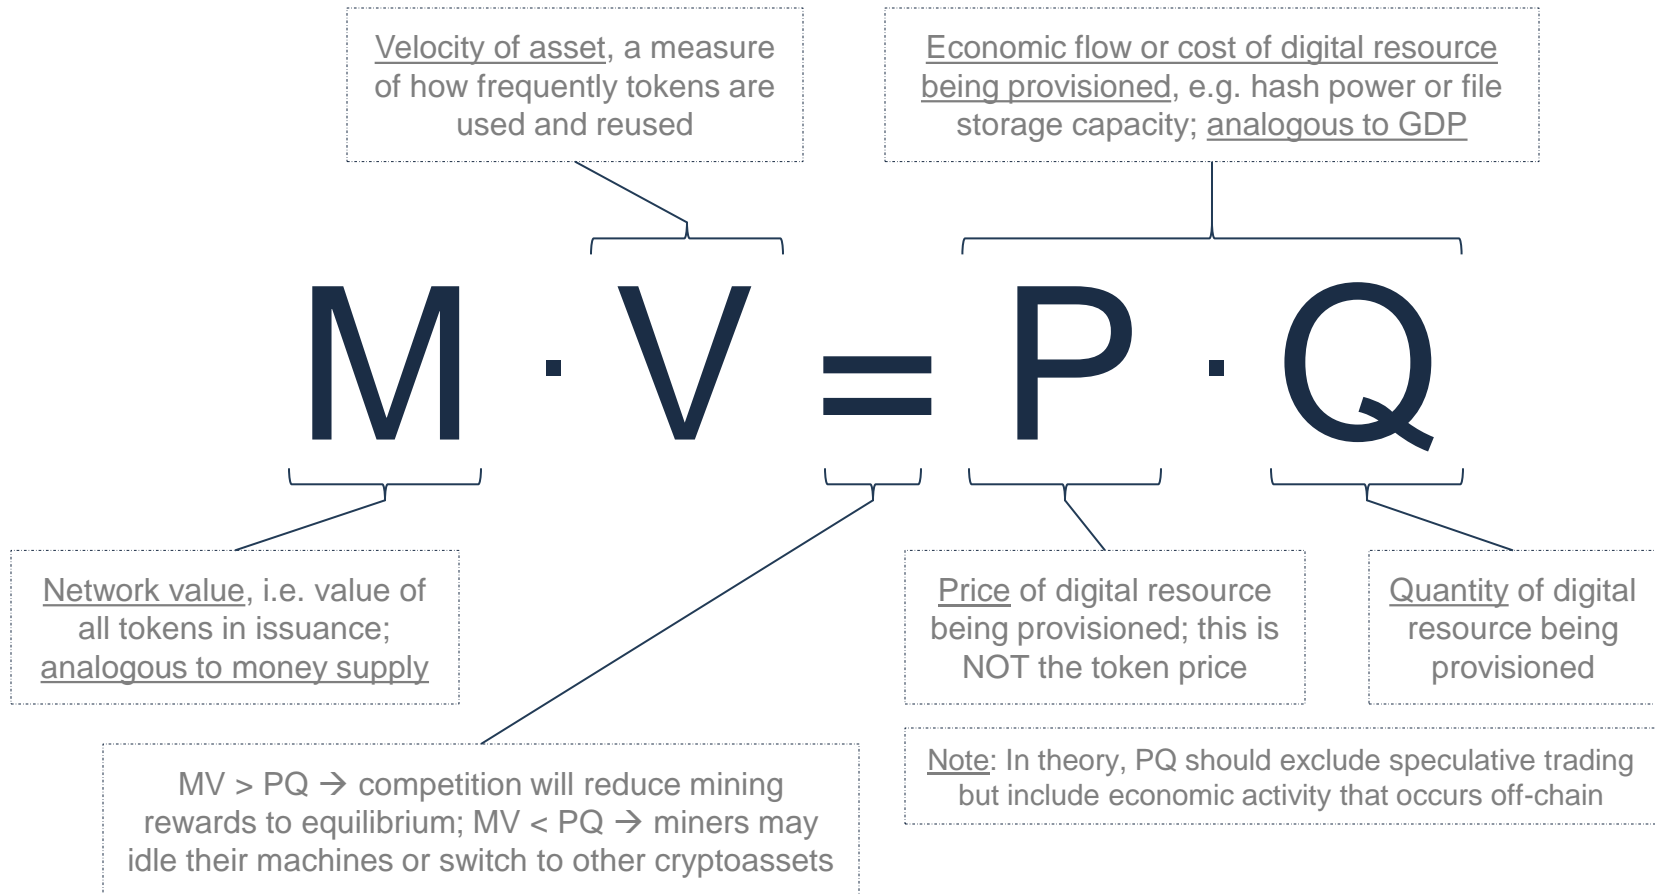 Velocity of asset, a measure
of how frequently tokens are
used and reused
Economic flow or cost of digital resource
being provisioned, e.g. hash power or file
storage capacity; analogous to GDP
M · V = P · Q
Network value, i.e. value of
all tokens in issuance;
analogous to money supply
Price of digital resource
being provisioned; this is
NOT the token price
Quantity of digital
resource being
provisioned
MV > PQ → competition will reduce mining
rewards to equilibrium; MV < PQ → miners may
idle their machines or switch to other cryptoassets
Note: In theory, PQ should exclude speculative trading
but include economic activity that occurs off-chain